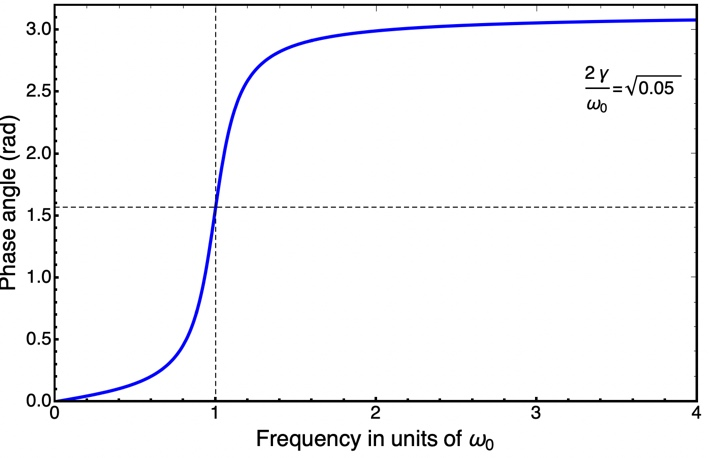 3.0
2.5
2.0
1.5
1.0
0.5
0.0
Phase angle (rad)
2 γ
ω₀
=√0.05
0 1 2 3 4
Frequency in units of ω₀